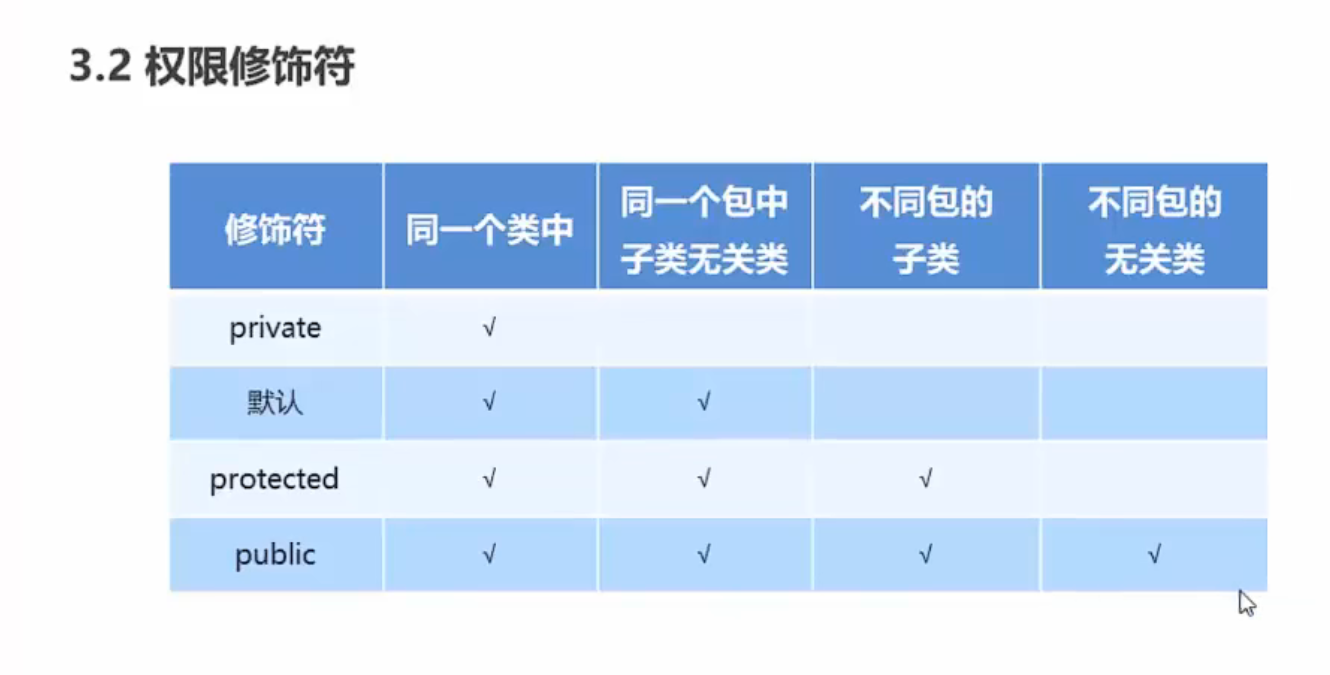 3.2 权限修饰符
修饰符 同一个类中 同一个包中 不同包的 不同包的
子类无关类 子类 无关类
private √
默认 √ √
protected √ √ √
public √ √ √ √